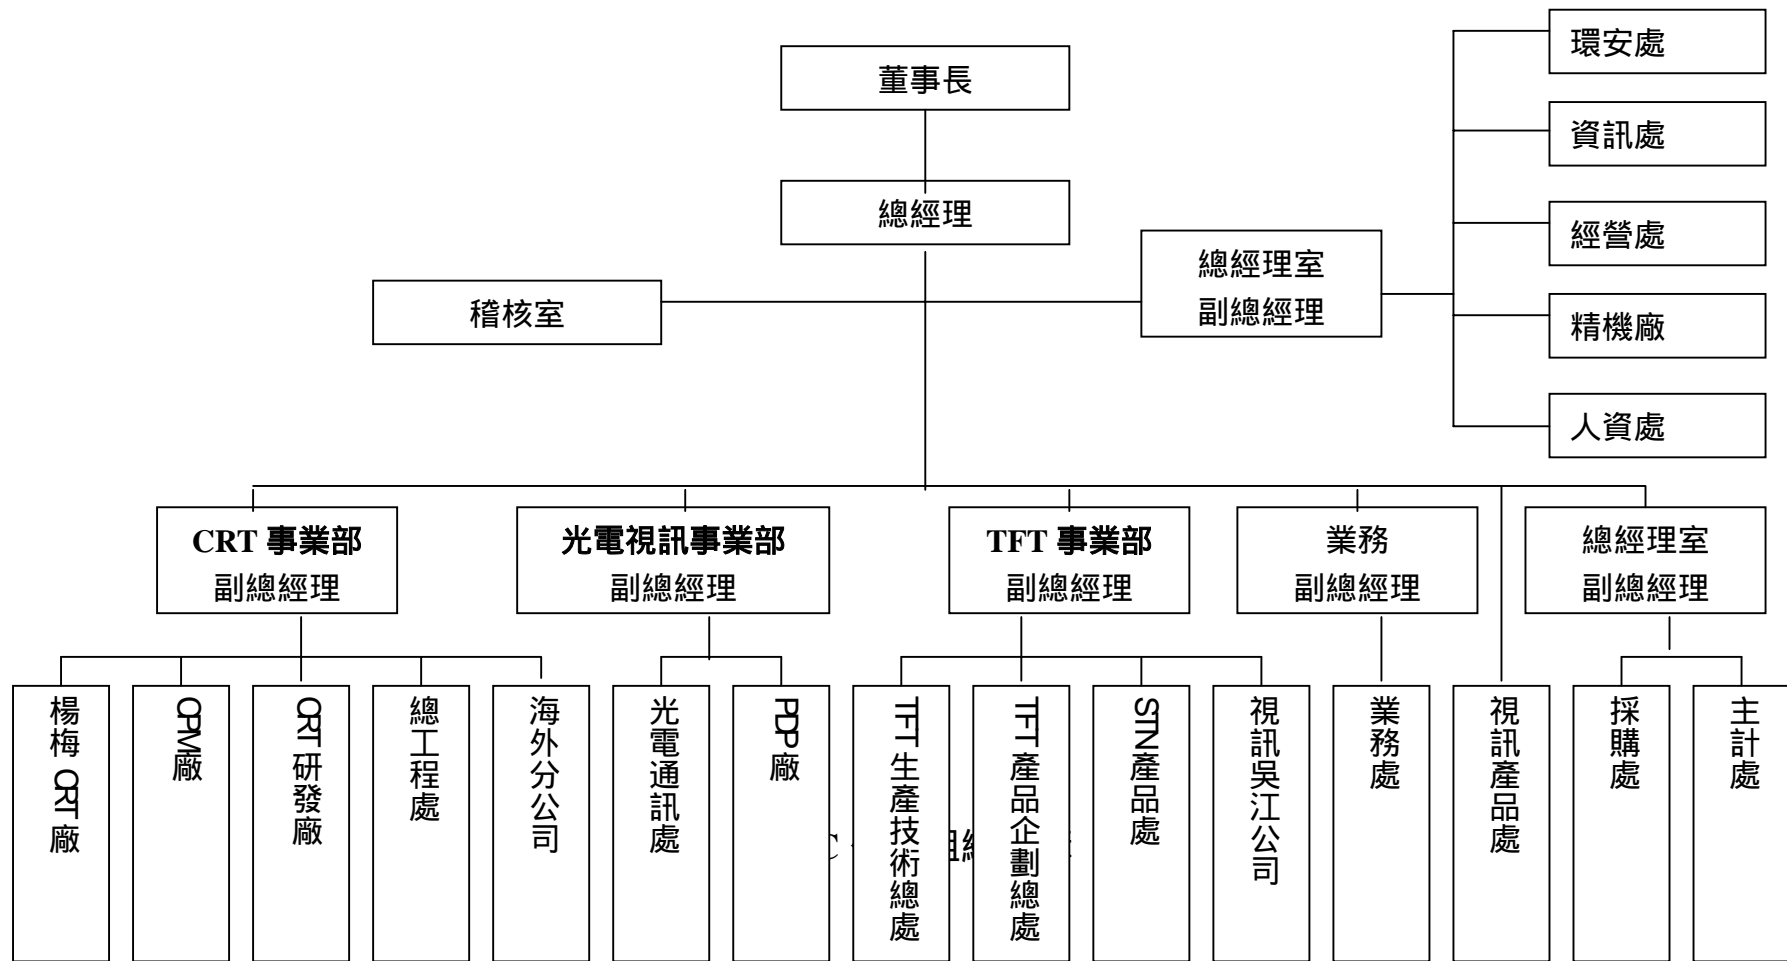 董事長
總經理
稽核室
總經理室
副總經理
環安處
資訊處
經營處
精機廠
人資處
CRT 事業部
副總經理
光電視訊事業部
副總經理
TFT 事業部
副總經理
業務
副總經理
總經理室
副總經理
楊梅 CRT 廠
CPM廠
CRT 研發廠
總工程處
海外分公司
光電通訊處
PDP 廠
TFT 生產技術總處
TFT 產品企劃總處
STN產品處
視訊吳江公司
業務處
視訊產品處
採購處
主計處